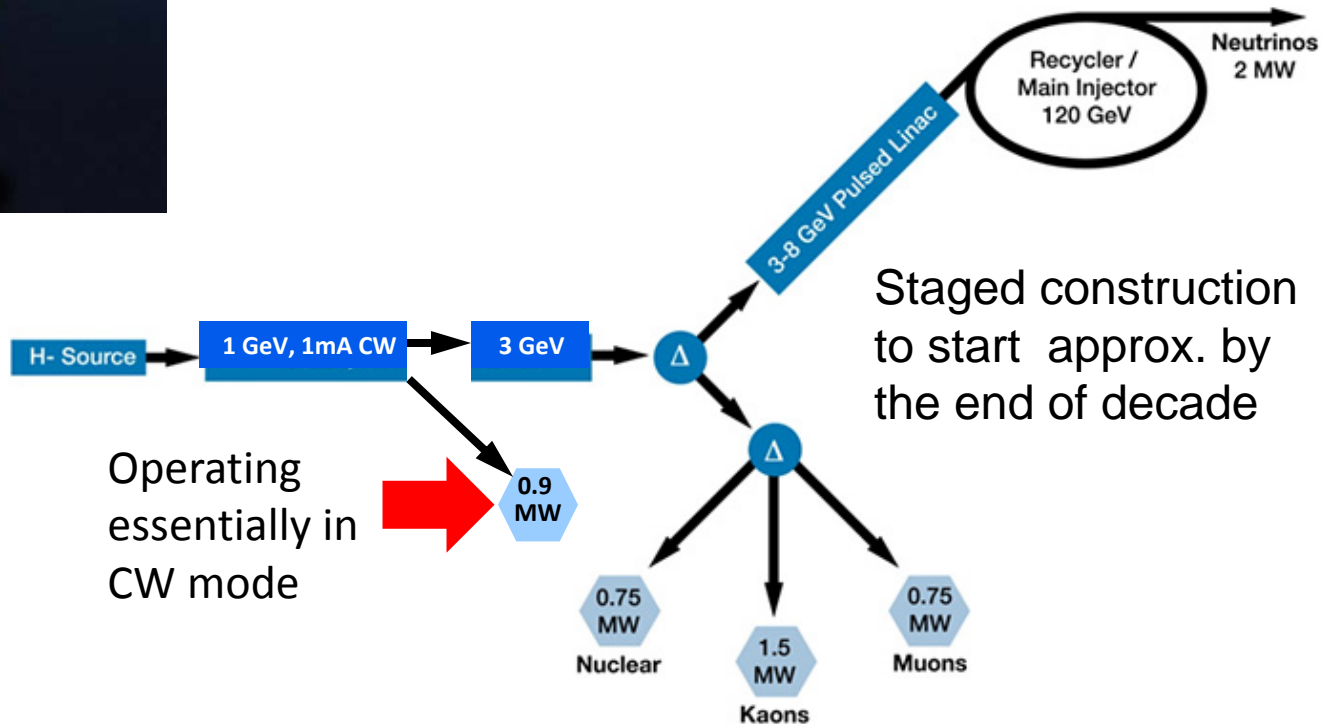 Neutrinos
2 MW
Recycler /
Main Injector
120 GeV
3-8 GeV Pulsed Linac
Staged construction
to start approx. by
the end of decade
H- Source
1 GeV, 1mA CW
3 GeV
Δ
Δ
Operating
essentially in
CW mode
0.9
MW
0.75
MW
Nuclear
1.5
MW
Kaons
0.75
MW
Muons